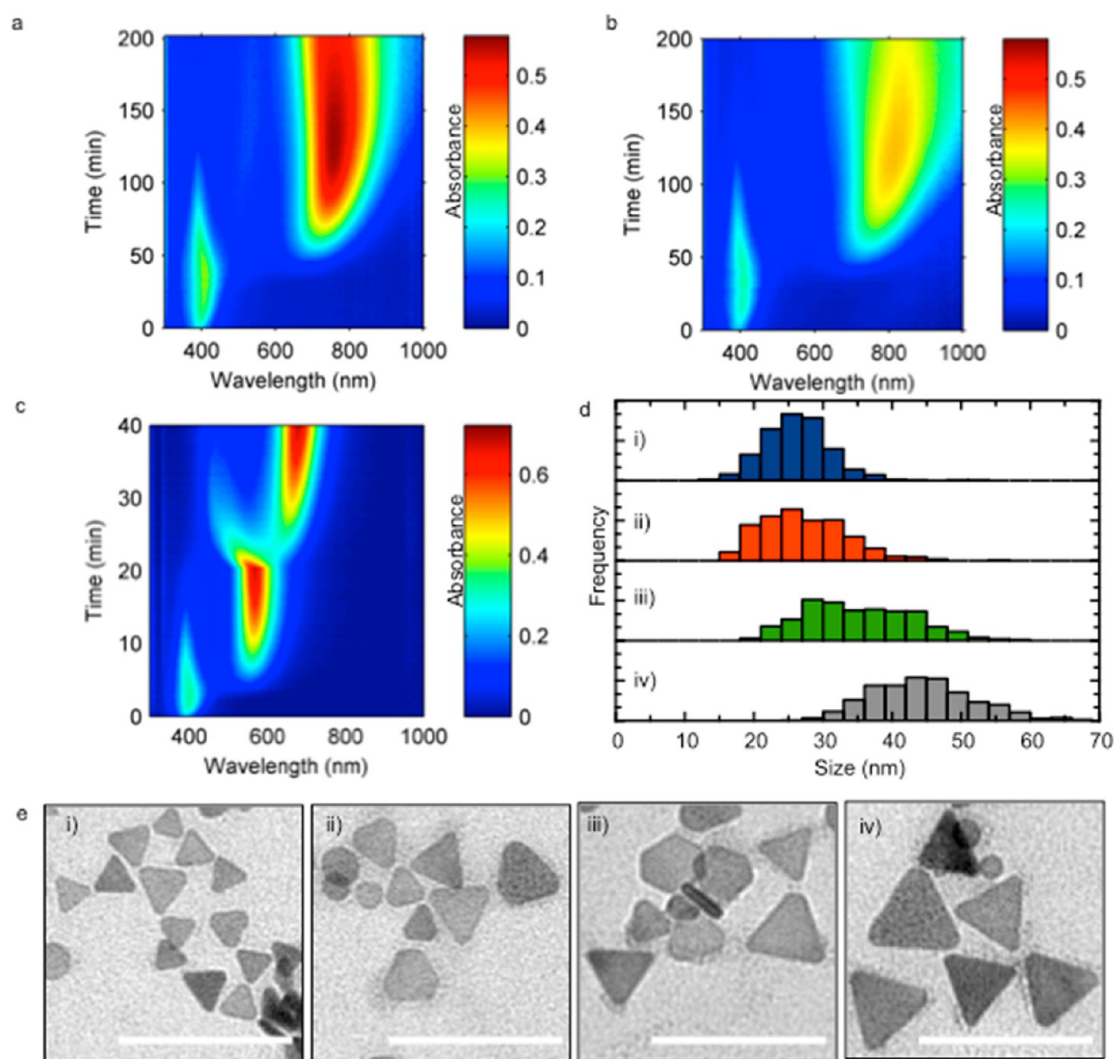 a
200
150
100
50
0
Time (min)
400 600 800 1000
Wavelength (nm)
Absorbance
0.5
0.4
0.3
0.2
0.1
0
b
200
150
100
50
0
Time (min)
400 600 800 1000
Wavelength (nm)
Absorbance
0.5
0.4
0.3
0.2
0.1
0
c
40
30
20
10
0
Time (min)
400 600 800 1000
Wavelength (nm)
Absorbance
0.6
0.4
0.2
0
d
i)
ii)
iii)
iv)
Frequency
0 10 20 30 40 50 60 70
Size (nm)
e
i)
ii)
iii)
iv)